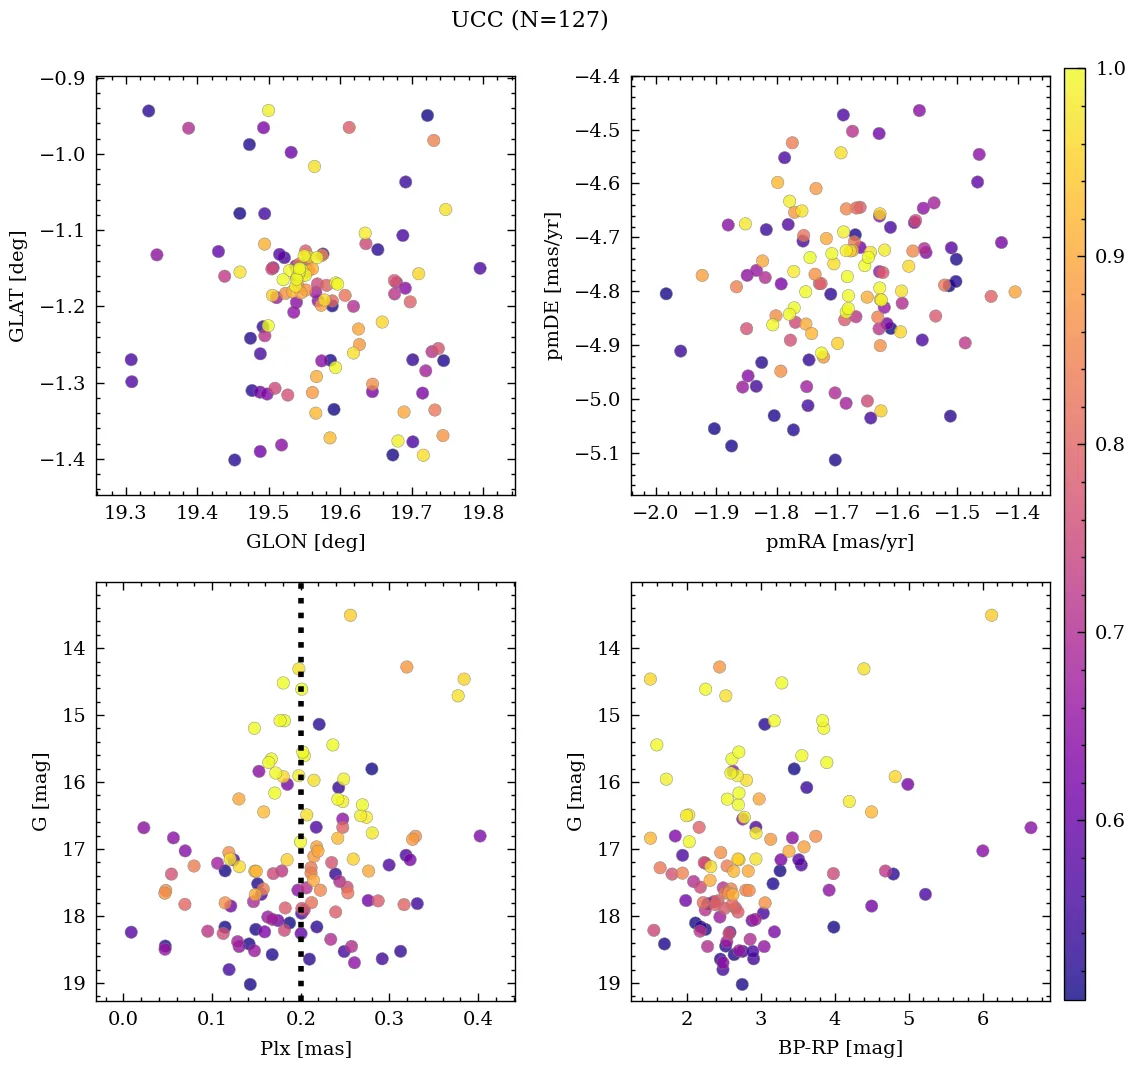 UCC (N=127)
−0.9
−1.0
−1.1
−1.2
−1.3
−1.4
GLAT [deg]
19.3 19.4 19.5 19.6 19.7 19.8
GLON [deg]
−4.4
−4.5
−4.6
−4.7
−4.8
−4.9
−5.0
−5.1
pmDE [mas/yr]
−2.0 −1.9 −1.8 −1.7 −1.6 −1.5 −1.4
pmRA [mas/yr]
14
15
16
17
18
19
G [mag]
0.0 0.1 0.2 0.3 0.4
Plx [mas]
14
15
16
17
18
19
G [mag]
2 3 4 5 6
BP-RP [mag]
1.0
0.9
0.8
0.7
0.6